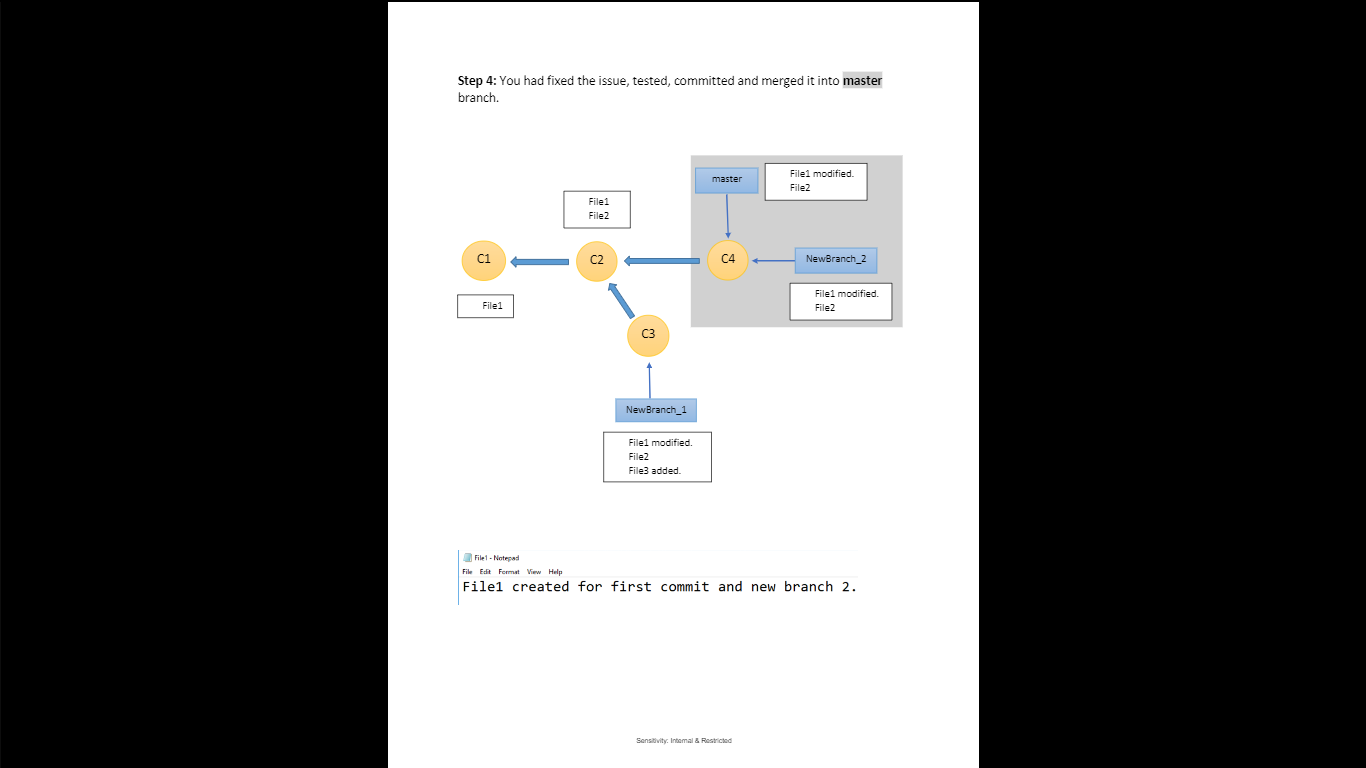 Step 4: You had fixed the issue, tested, committed and merged it into master
branch.
master
File1 modified.
File2
File1
File2
C1
C2
C4
NewBranch_2
File1
File1 modified.
File2
C3
NewBranch_1
File1 modified.
File2
File3 added.
File1 - Notepad
File Edit Format View Help
File1 created for first commit and new branch 2.
Sensitivity: Internal & Restricted